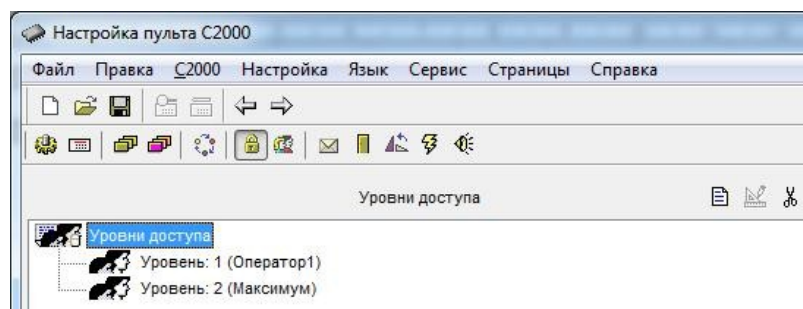 Настройка пульта С2000
Файл Правка С2000 Настройка Язык Сервис Страницы Справка
Уровни доступа
Уровни доступа
Уровень: 1 (Оператор1)
Уровень: 2 (Максимум)